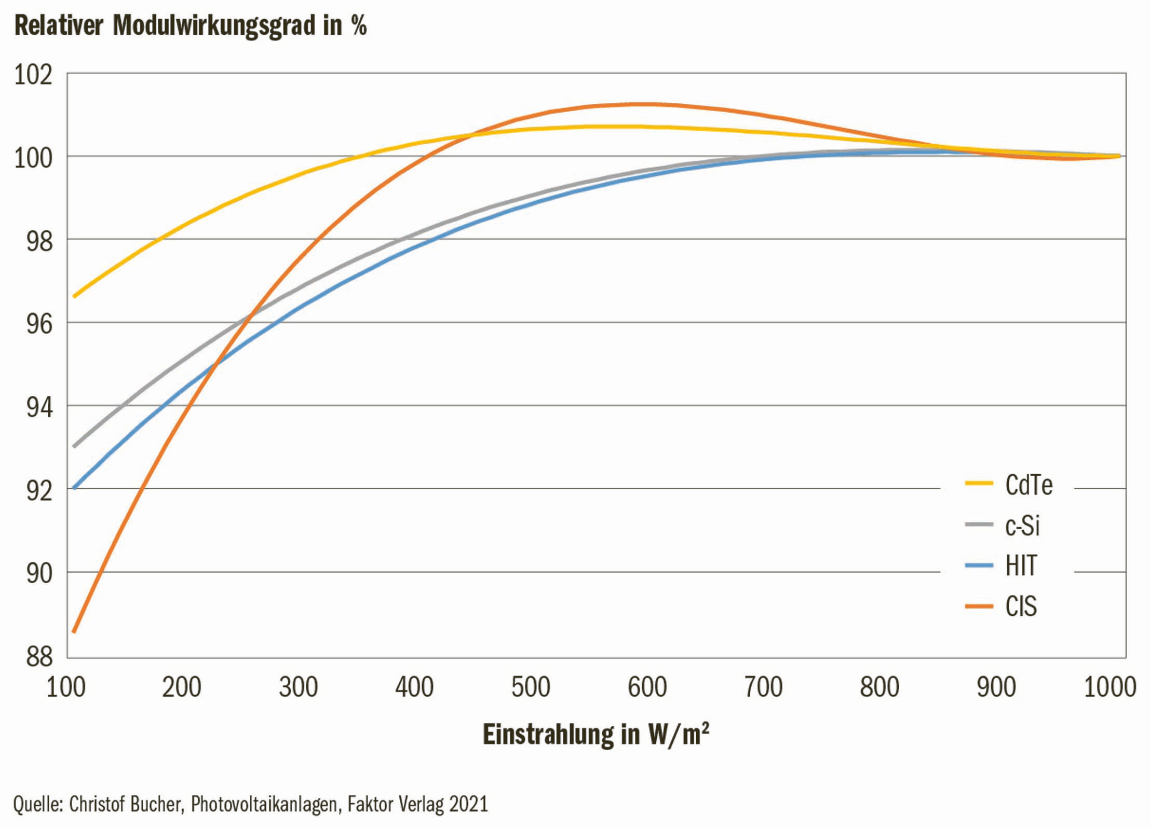 Relativer Modulwirkungsgrad in %
102
100
98
96
94
92
90
88
CdTe
c-Si
HIT
CIS
100 200 300 400 500 600 700 800 900 1000
Einstrahlung in W/m²
Quelle: Christof Bucher, Photovoltaikanlagen, Faktor Verlag 2021